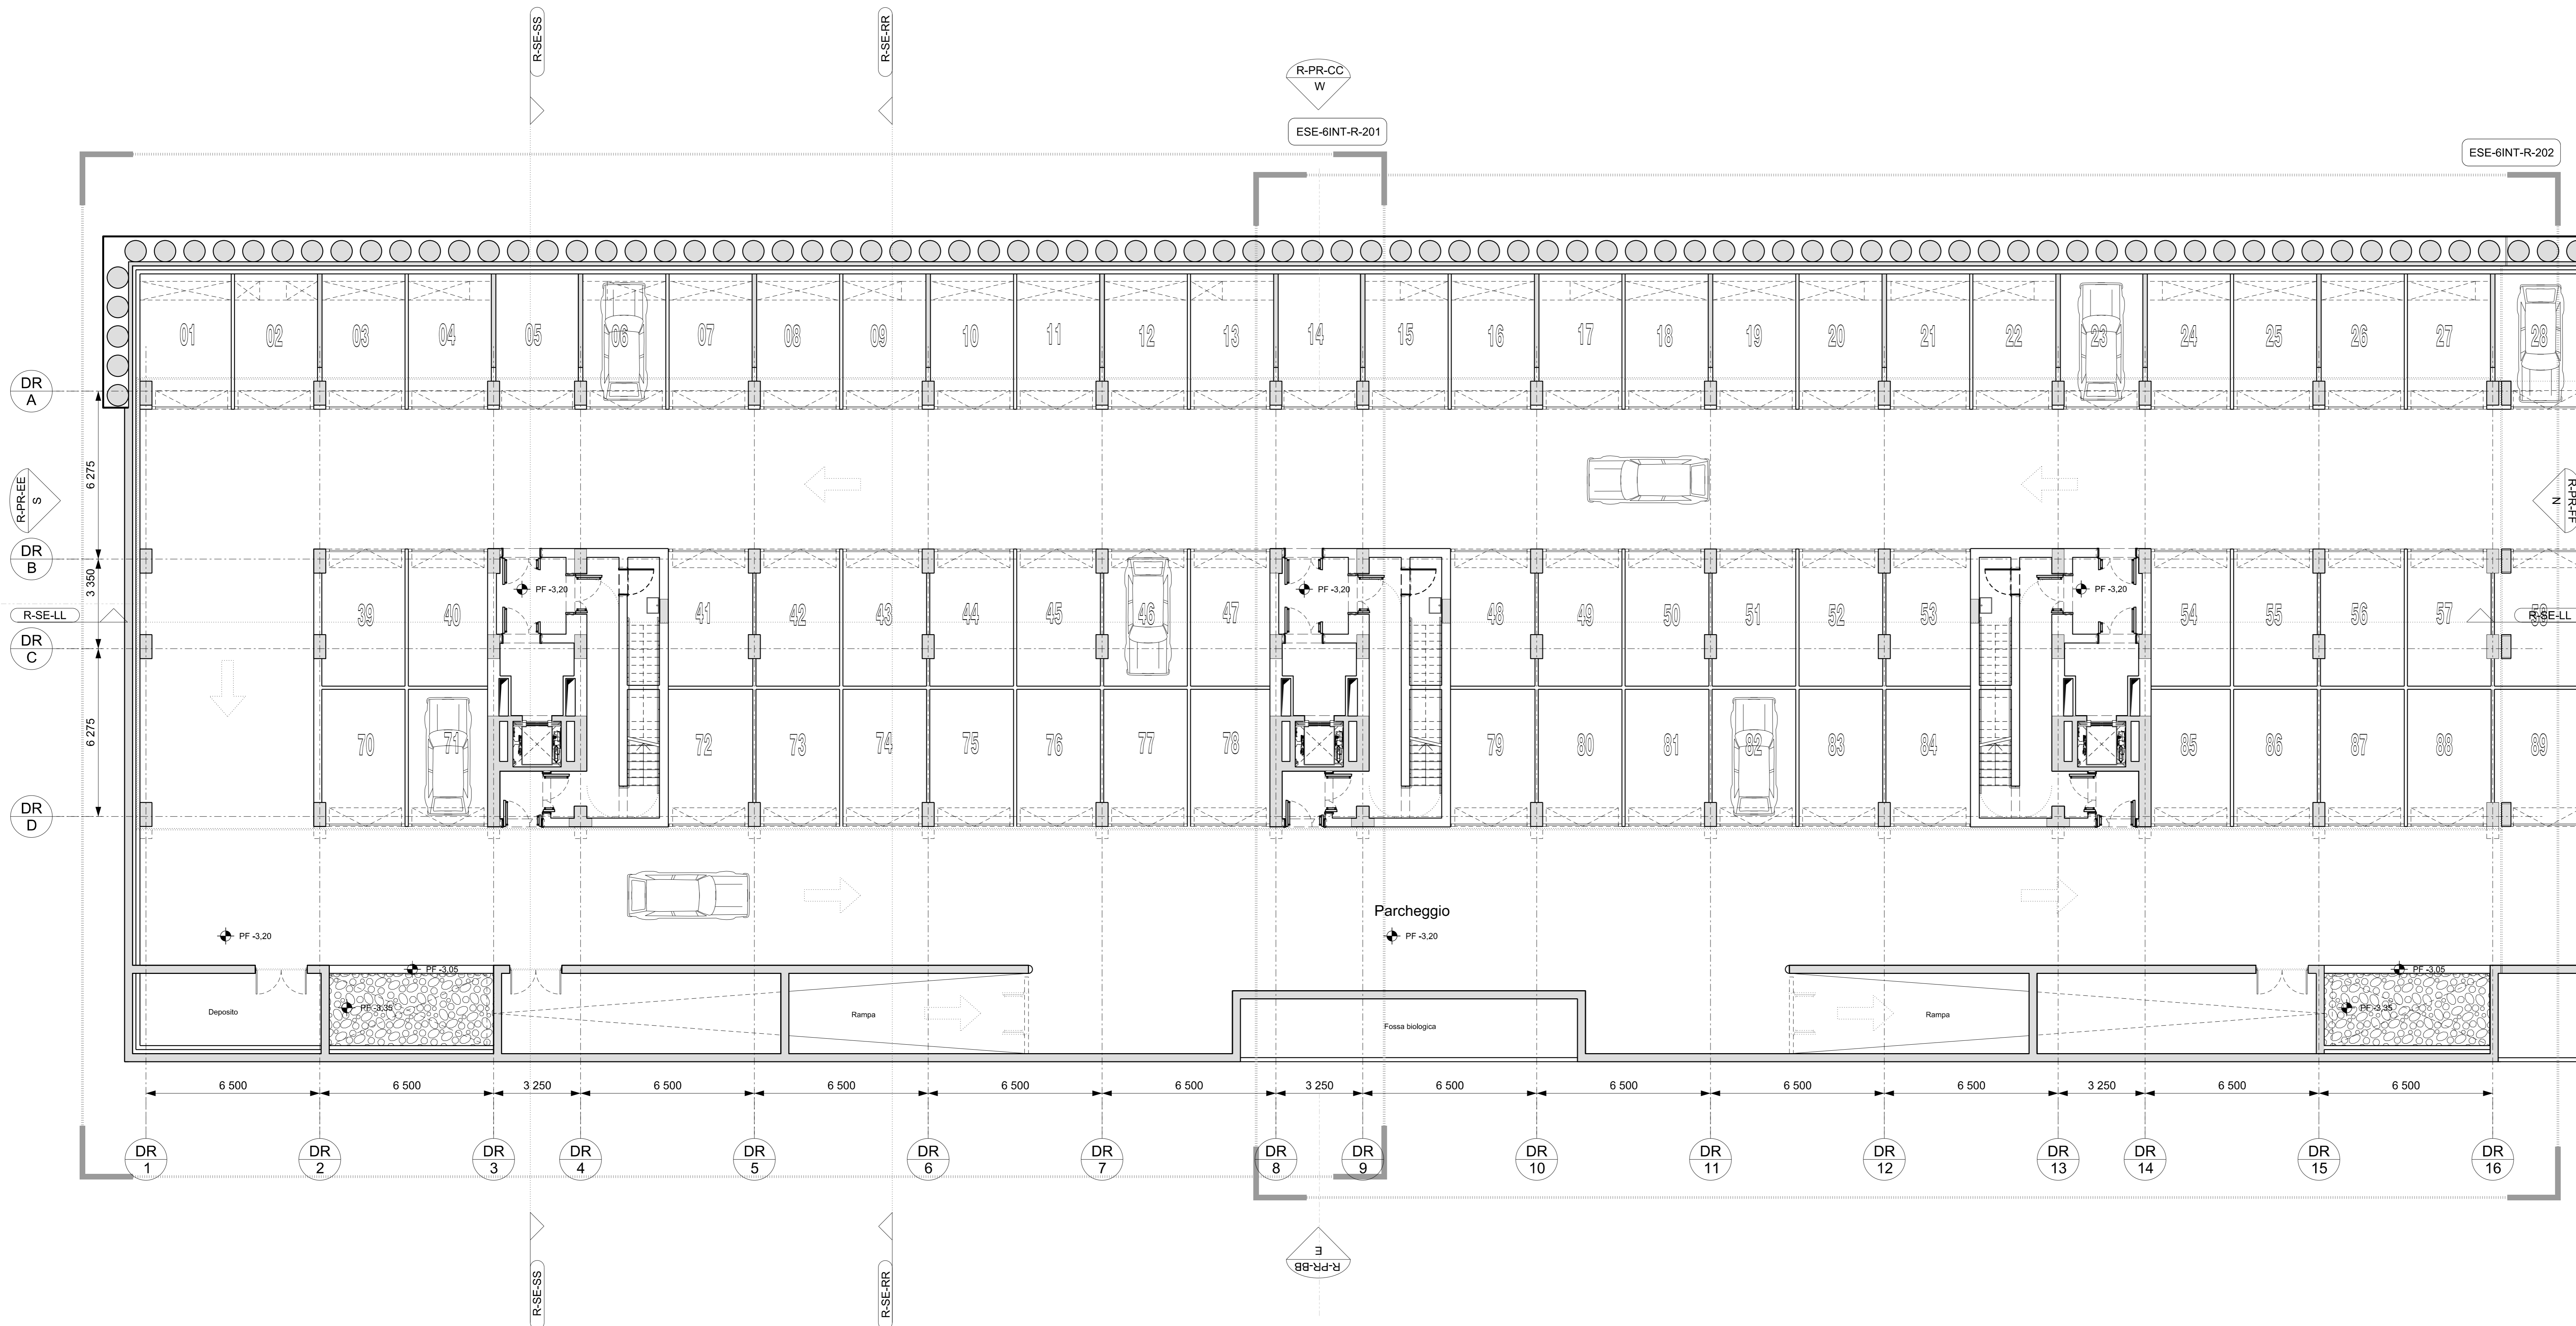 R-SE-SS
R-SE-RR
R-PR-CC
W
ESE-6INT-R-201
ESE-6INT-R-202
01 02 03 04 05 06 07 08 09 10 11 12 13 14 15 16 17 18 19 20 21 22 23 24 25 26 27 28
DR
A
6 275
R-PR-EE
S
R-PR-FF
N
DR
B
3 350
PF -3,20
PF -3,20
PF -3,20
R-SE-LL
39 40 41 42 43 44 45 46 47 48 49 50 51 52 53 54 55 56 57 58
R-SE-LL
DR
C
6 275
70 71 72 73 74 75 76 77 78 79 80 81 82 83 84 85 86 87 88 89
DR
D
Parcheggio
PF -3,20
PF -3,20
PF -3,05
PF -3,05
PF -3,35
PF -3,35
Deposito
Rampa
Fossa biologica
Rampa
6 500 6 500 3 250 6 500 6 500 6 500 6 500 3 250 6 500 6 500 6 500 6 500 3 250 6 500 6 500
DR DR DR DR DR DR DR DR DR DR DR DR DR DR DR DR
1 2 3 4 5 6 7 8 9 10 11 12 13 14 15 16
E
R-PR-BB
R-SE-SS
R-SE-RR